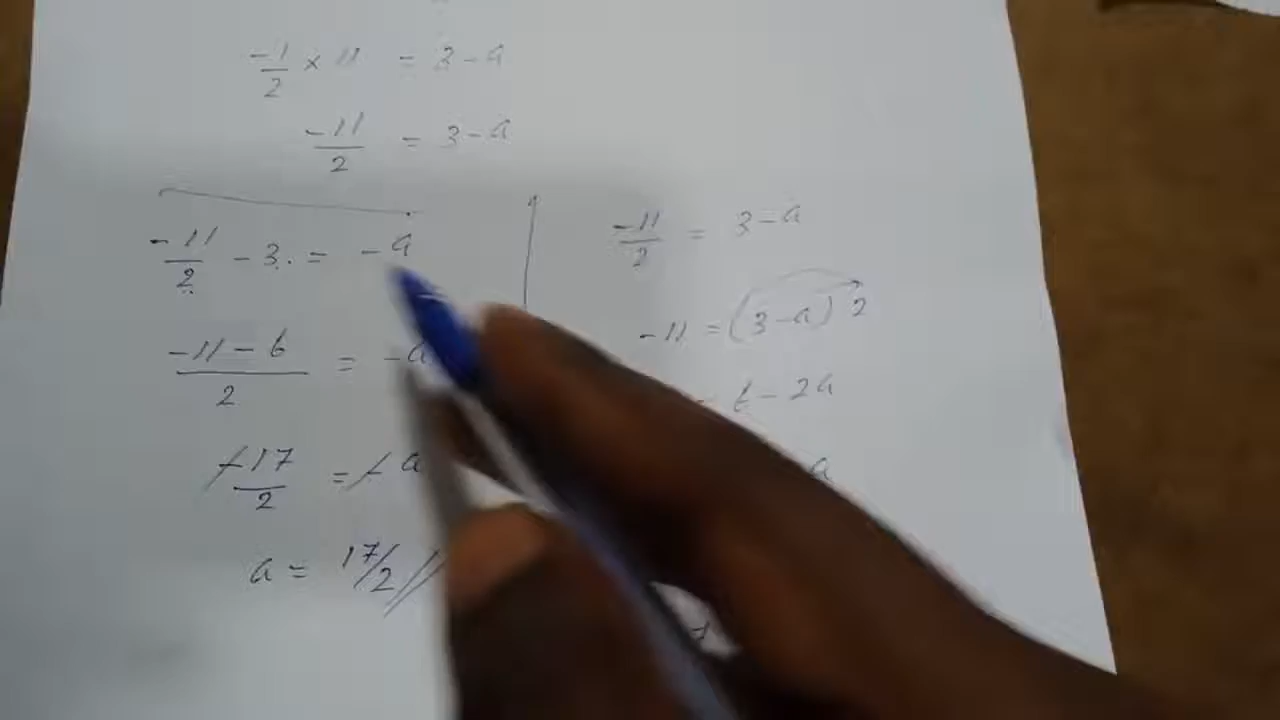 -1/2 × 11 = 3 - a
-11/2 = 3 - a
-11/2 - 3 = -a
(-11 - 6)/2 = -a
-17/2 = -a
a = 17/2
-11/2 = 3 - a
-11 = (3 - a) 2
- 2a
a